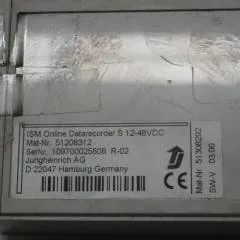 ISM Online Datarecorder S 12-48VDC
Mat-Nr. 51208312
SerNr. 109700025808 R-02
Jungheinrich AG
D 22047 Hamburg Germany
Mat-Nr. 51308292
SW-V 03.00